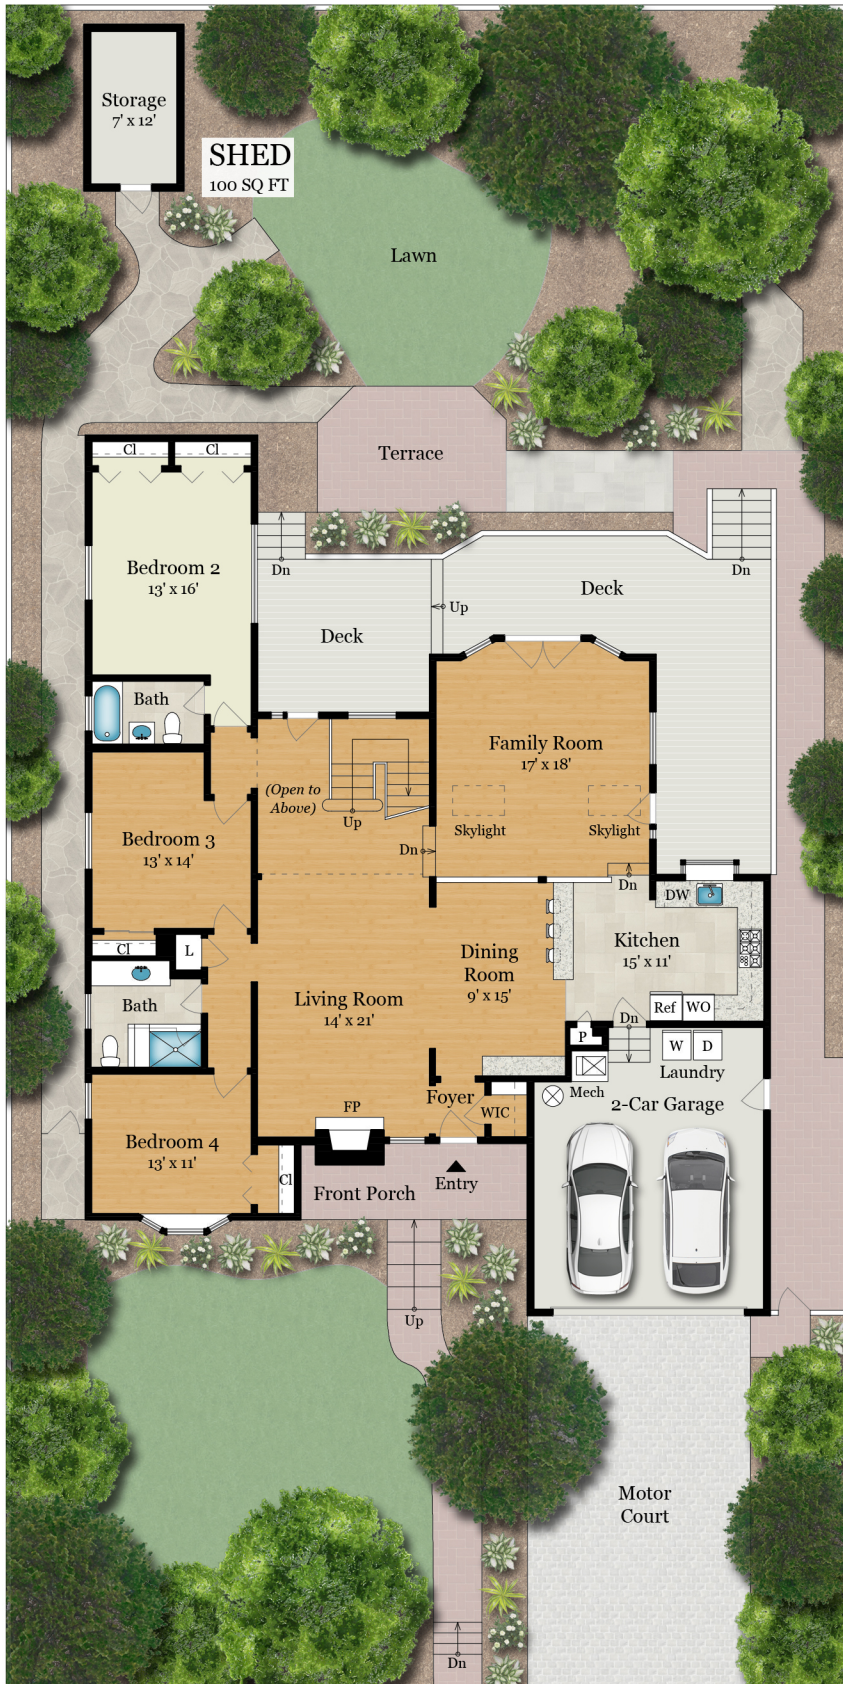 Storage
7' x 12'
SHED
100 SQ FT
Lawn
Terrace
Cl
Cl
Bedroom 2
13' x 16'
Dn
Dn
Deck
Up
Deck
Bath
Family Room
17' x 18'
(Open to
Above)
Up
Skylight
Skylight
Bedroom 3
13' x 14'
Dn
Dn
DW
Cl
L
Kitchen
15' x 11'
Dining
Room
9' x 15'
Living Room
14' x 21'
Bath
Ref
WO
Dn
P
W
D
Laundry
Mech
2-Car Garage
Foyer
WIC
FP
Bedroom 4
13' x 11'
Cl
Front Porch
Entry
Up
Motor
Court
Dn